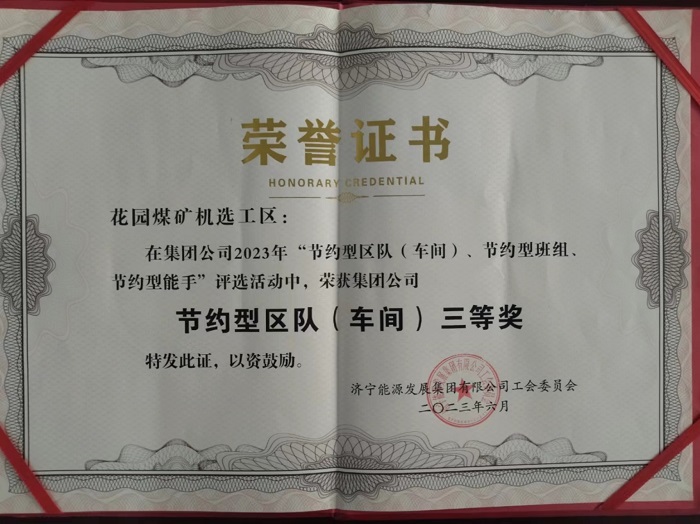 荣誉证书
HONORARY CREDENTIAL
花园煤矿机选工区：
在集团公司2023年“节约型区队（车间）、节约型班组、
节约型能手”评选活动中，荣获集团公司
节约型区队（车间）三等奖
特发此证，以资鼓励。
济宁能源发展集团有限公司工会委员会
二〇二三年六月